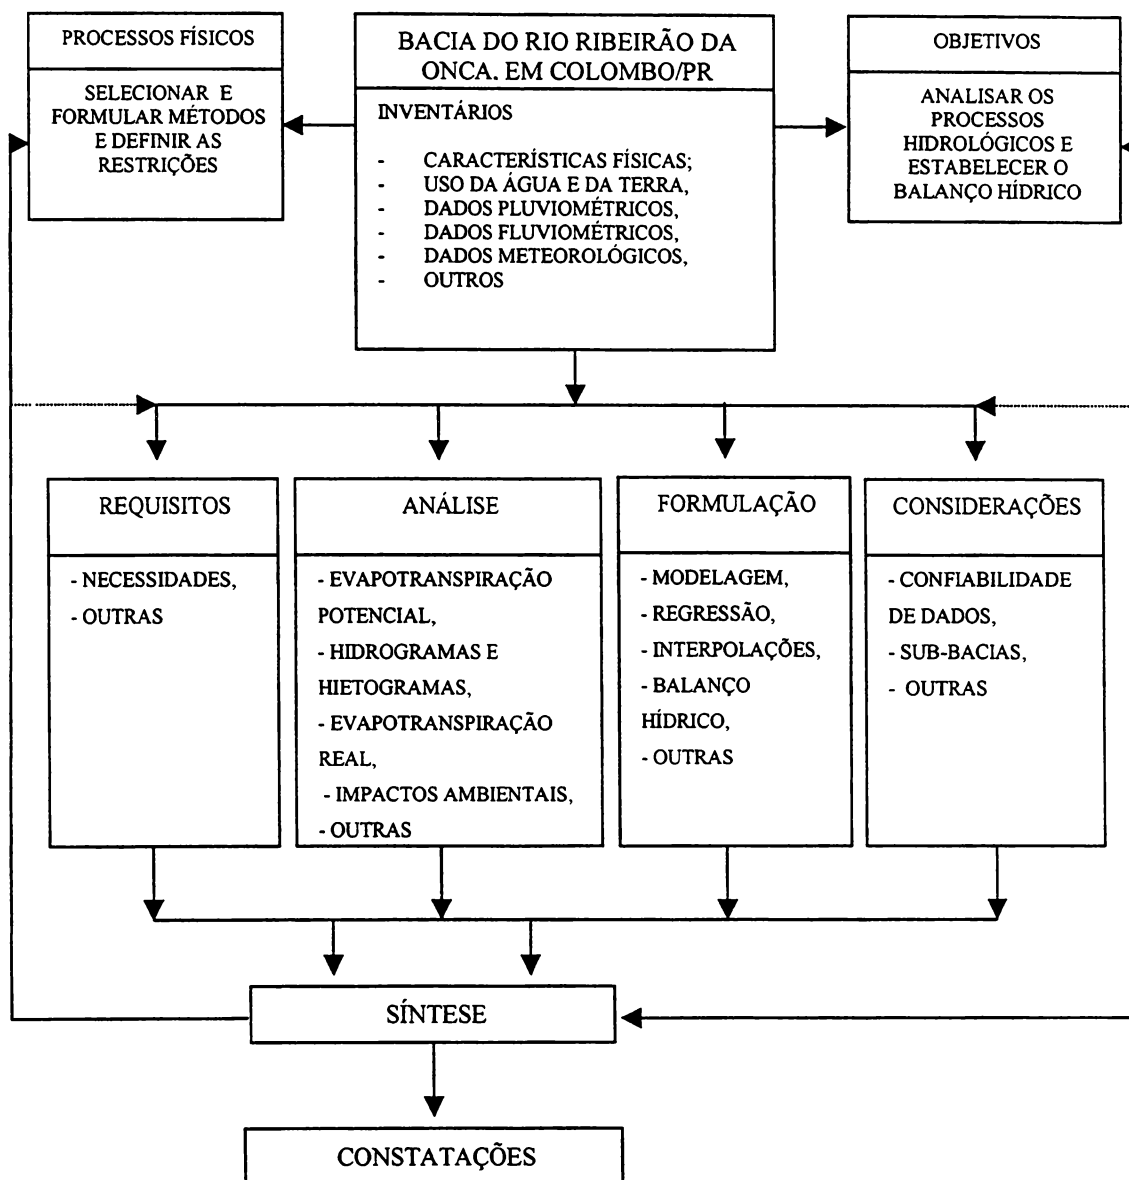 PROCESSOS FÍSICOS
SELECIONAR E
FORMULAR MÉTODOS
E DEFINIR AS
RESTRIÇÕES
BACIA DO RIO RIBEIRÃO DA
ONCA. EM COLOMBO/PR
INVENTÁRIOS
- CARACTERÍSTICAS FÍSICAS;
- USO DA ÁGUA E DA TERRA,
- DADOS PLUVIOMÉTRICOS,
- DADOS FLUVIOMÉTRICOS,
- DADOS METEOROLÓGICOS,
- OUTROS
OBJETIVOS
ANALISAR OS
PROCESSOS
HIDROLÓGICOS E
ESTABELECER O
BALANÇO HÍDRICO
REQUISITOS
- NECESSIDADES,
- OUTRAS
ANÁLISE
- EVAPOTRANSPIRAÇÃO
POTENCIAL,
- HIDROGRAMAS E
HIETOGRAMAS,
- EVAPOTRANSPIRAÇÃO
REAL,
- IMPACTOS AMBIENTAIS,
- OUTRAS
FORMULAÇÃO
- MODELAGEM,
- REGRESSÃO,
- INTERPOLAÇÕES,
- BALANÇO
HÍDRICO,
- OUTRAS
CONSIDERAÇÕES
- CONFIABILIDADE
DE DADOS,
- SUB-BACIAS,
- OUTRAS
SÍNTESE
CONSTATAÇÕES